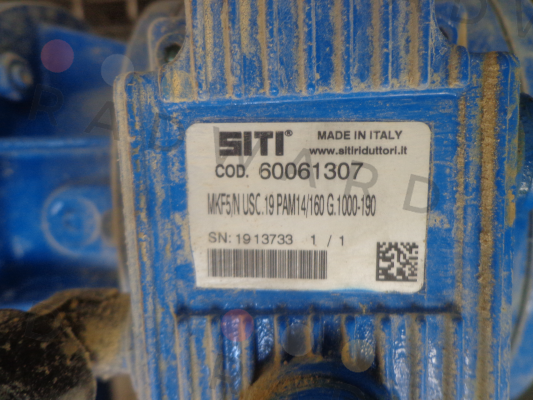 SITI® MADE IN ITALY
www.sitiriduttori.it
COD. 60061307
MKF5/N USC.19 PAM14/160 G.1000-190
SN: 1913733 1 / 1